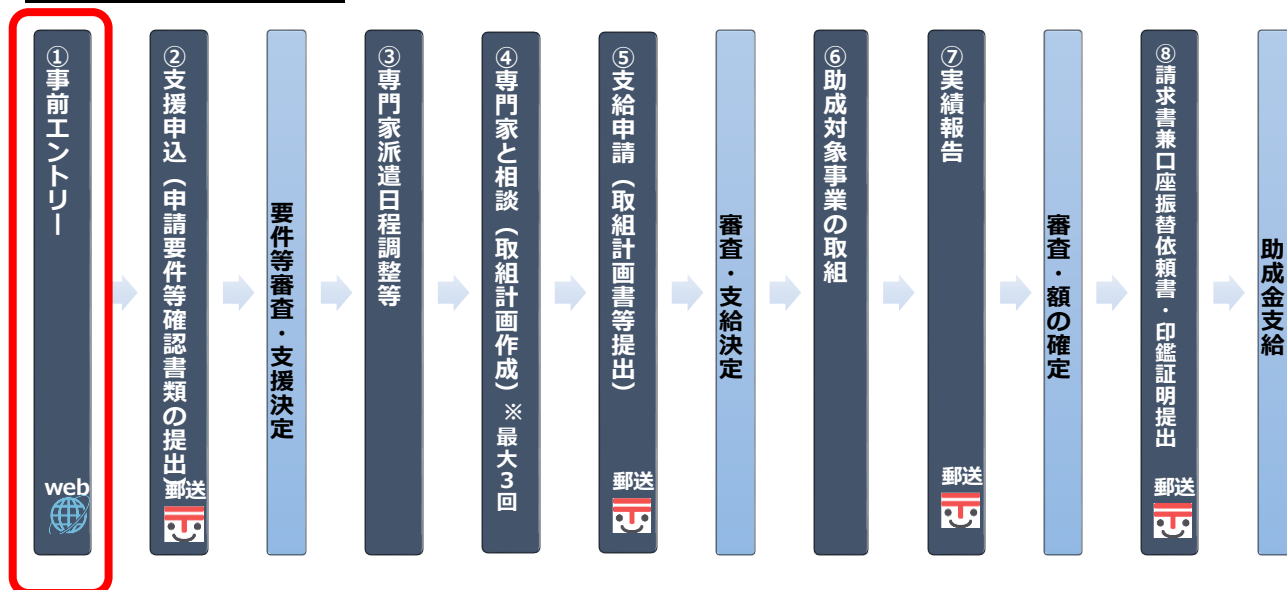 ①事前エントリー
web
②支援申込（申請要件等確認書類の提出）
郵送
要件等審査・支援決定
③専門家派遣日程調整等
④専門家と相談（取組計画作成）※最大３回
⑤支給申請（取組計画書等提出）
郵送
審査・支給決定
⑥助成対象事業の取組
⑦実績報告
郵送
審査・額の確定
⑧請求書兼口座振替依頼書・印鑑証明提出
郵送
助成金支給